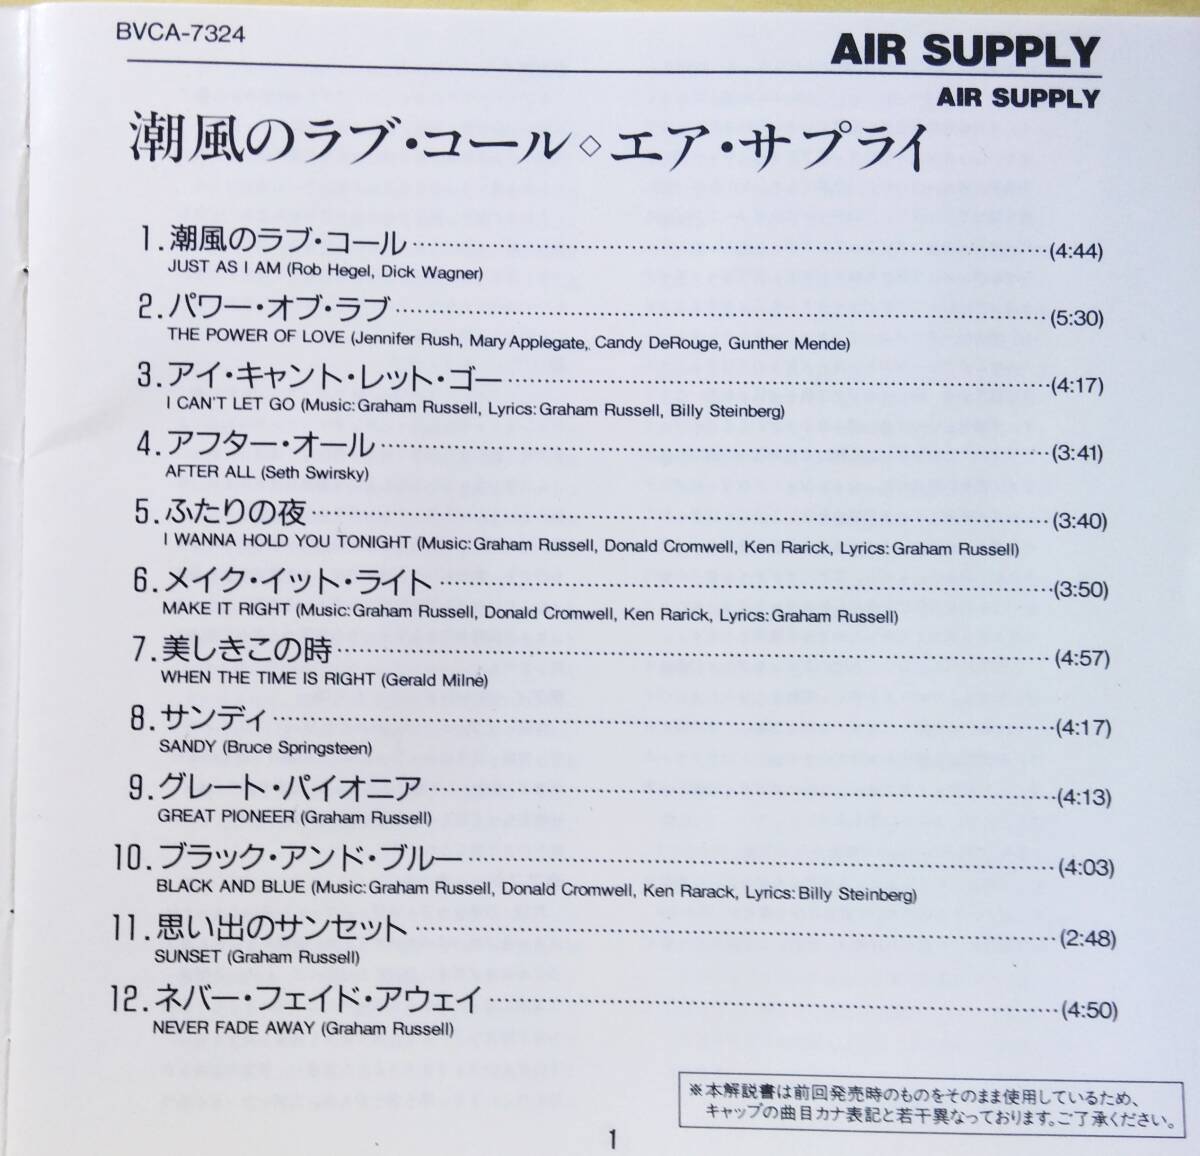 BVCA-7324
AIR SUPPLY
AIR SUPPLY
潮風のラブ・コール◇エア・サプライ
1.潮風のラブ・コール(4:44)
JUST AS I AM (Rob Hegel, Dick Wagner)
2.パワー・オブ・ラブ(5:30)
THE POWER OF LOVE (Jennifer Rush, Mary Applegate, Candy DeRouge, Gunther Mende)
3.アイ・キャント・レット・ゴー(4:17)
I CAN'T LET GO (Music:Graham Russell, Lyrics:Graham Russell, Billy Steinberg)
4.アフター・オール(3:41)
AFTER ALL (Seth Swirsky)
5.ふたりの夜(3:40)
I WANNA HOLD YOU TONIGHT (Music:Graham Russell, Donald Cromwell, Ken Rarick, Lyrics:Graham Russell)
6.メイク・イット・ライト(3:50)
MAKE IT RIGHT (Music:Graham Russell, Donald Cromwell, Ken Rarick, Lyrics:Graham Russell)
7.美しきこの時(4:57)
WHEN THE TIME IS RIGHT (Gerald Milne)
8.サンディ(4:17)
SANDY (Bruce Springsteen)
9.グレート・パイオニア(4:13)
GREAT PIONEER (Graham Russell)
10.ブラック・アンド・ブルー(4:03)
BLACK AND BLUE (Music:Graham Russell, Donald Cromwell, Ken Rarack, Lyrics:Billy Steinberg)
11.思い出のサンセット(2:48)
SUNSET (Graham Russell)
12.ネバー・フェイド・アウェイ(4:50)
NEVER FADE AWAY (Graham Russell)
※本解説書は前回発売時のものをそのまま使用しているため、
キャップの曲目カナ表記と若干異なっております。ご了承ください。
1